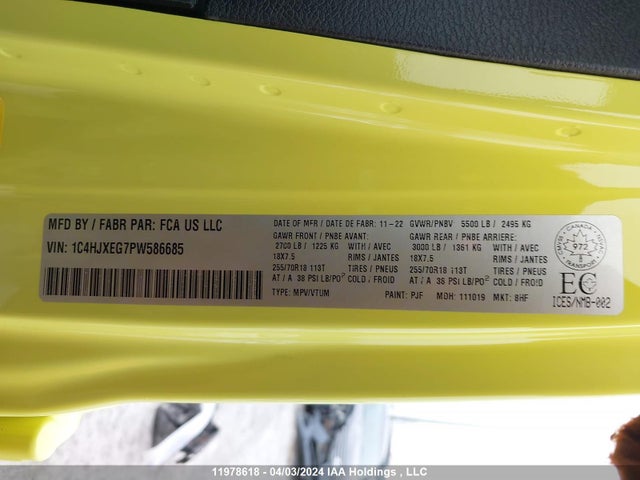 MFD BY / FABR PAR: FCA US LLC
VIN: 1C4HJXEG7PW586685
DATE OF MFR / DATE DE FABR: 11-22
GVWR/PNBV 5500 LB / 2495 KG
GAWR FRONT / PNBE AVANT:
GAWR REAR / PNBE ARRIERE:
2700 LB / 1225 KG WITH / AVEC
3000 LB / 1361 KG WITH / AVEC
18X7.5 RIMS / JANTES
18X7.5 RIMS / JANTES
255/70R18 113T TIRES / PNEUS
255/70R18 113T TIRES / PNEUS
AT / A 38 PSI LB/PO² COLD / FROID
AT / A 38 PSI LB/PO² COLD / FROID
TYPE: MPV/VTUM
PAINT: PJF MDH: 111019 MKT: 8HF
CANADA
972
TRANSPORT
EC
ICES/NMB-002
11978618 - 04/03/2024 IAA Holdings , LLC